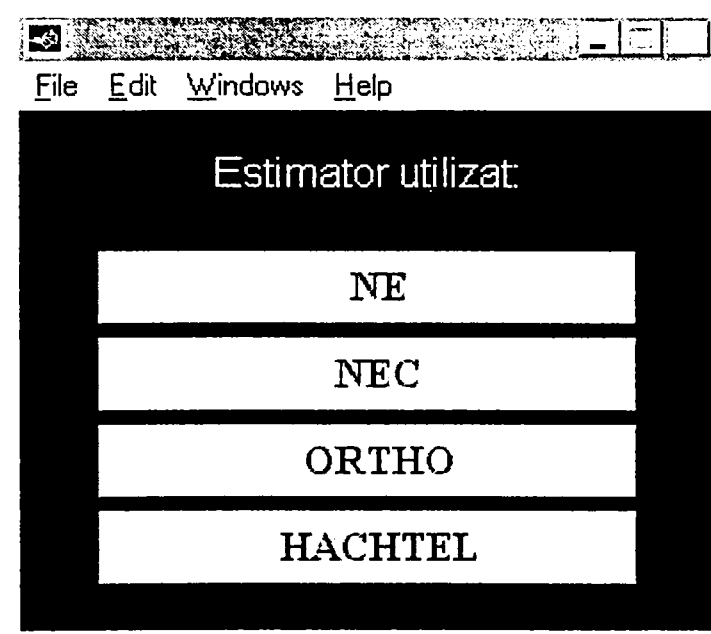 File Edit Windows Help
Estimator utilizat:
NE
NEC
ORTHO
HACHTEL